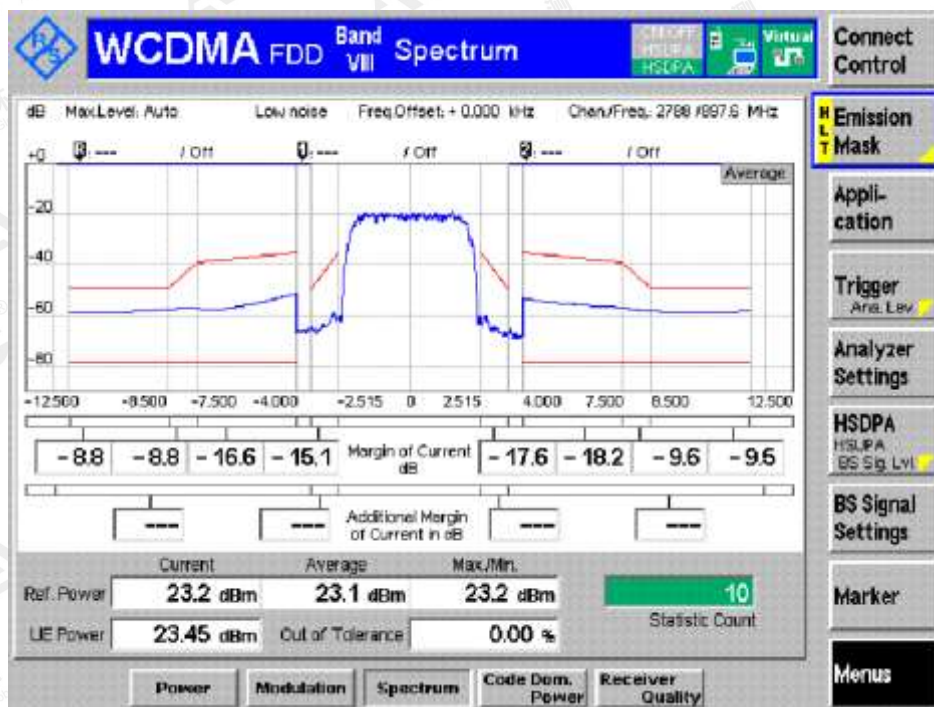 WCDMA FDD Band VIII Spectrum
HSDPA
Virtual
Connect Control
dB Max.Level: Auto Low noise Freq.Offset: + 0.000 kHz Chan./Freq.: 2788 /897.6 MHz
HLT Emission Mask
+0 --- / Off --- / Off --- / Off
Average
-20
-40
-60
-80
Appli-
cation
Trigger
Ana. Lev.
Analyzer
Settings
-12.500 -8.500 -7.500 -4.000 -2.515 0 2.515 4.000 7.500 8.500 12.500
HSDPA
HSUPA
BS Sig. Lvl.
-8.8 -8.8 -16.6 -15.1 Margin of Current dB -17.6 -18.2 -9.6 -9.5
BS Signal
Settings
--- --- Additional Margin of Current in dB --- ---
Current Average Max./Min.
Ref. Power 23.2 dBm 23.1 dBm 23.2 dBm 10
Statistic Count
UE Power 23.45 dBm Out of Tolerance 0.00 %
Marker
Menus
Power Modulation Spectrum Code Dom. Power Receiver Quality